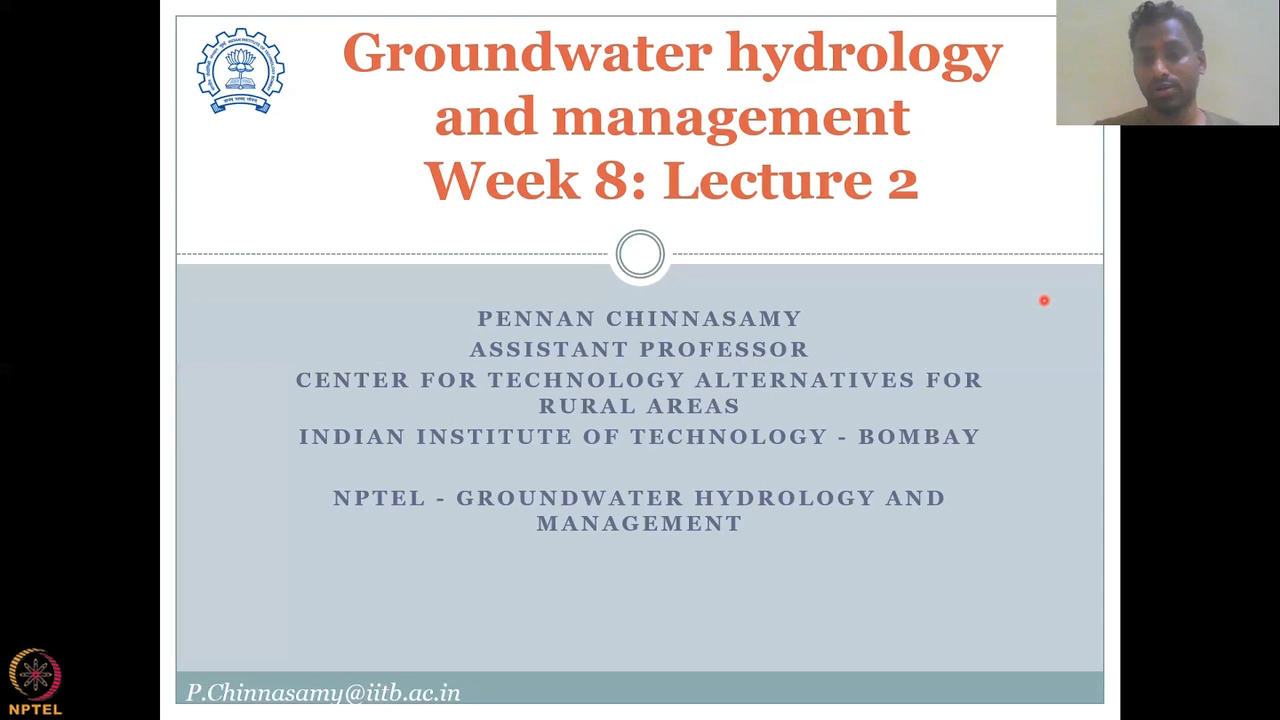 Groundwater hydrology
and management
Week 8: Lecture 2
PENNAN CHINNASAMY
ASSISTANT PROFESSOR
CENTER FOR TECHNOLOGY ALTERNATIVES FOR
RURAL AREAS
INDIAN INSTITUTE OF TECHNOLOGY - BOMBAY
NPTEL - GROUNDWATER HYDROLOGY AND
MANAGEMENT
P.Chinnasamy@iitb.ac.in
NPTEL